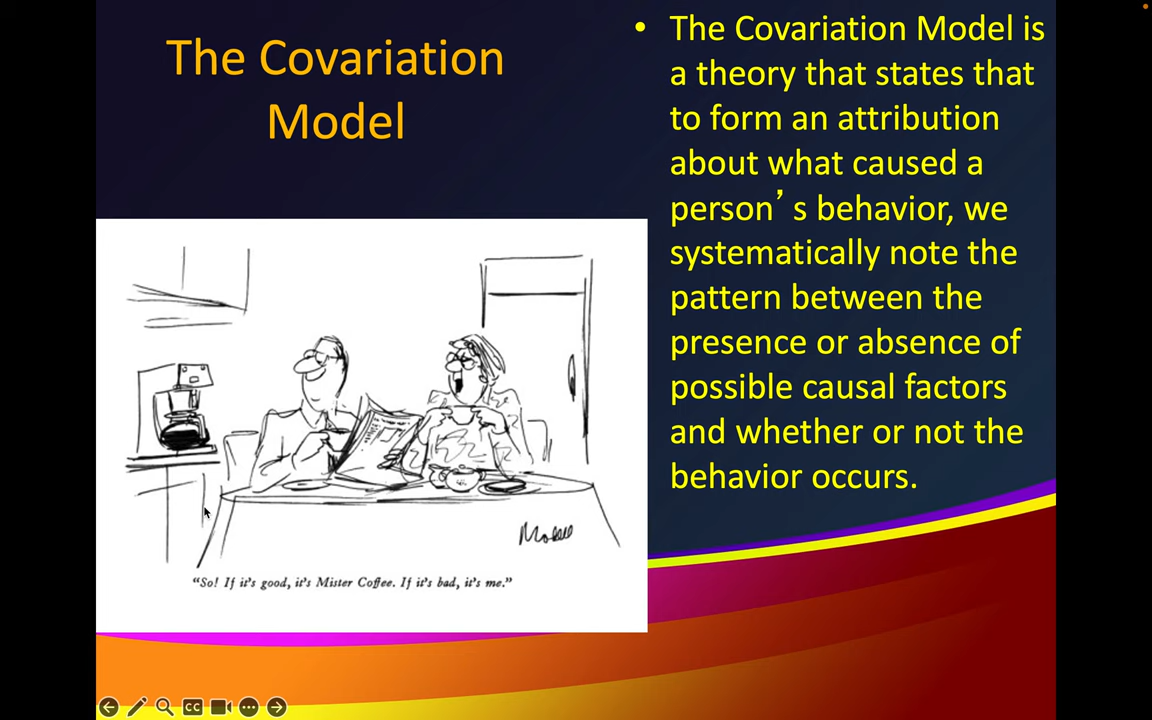 The Covariation
Model
“So! If it's good, it's Mister Coffee. If it's bad, it's me.”
• The Covariation Model is
a theory that states that
to form an attribution
about what caused a
person’s behavior, we
systematically note the
pattern between the
presence or absence of
possible causal factors
and whether or not the
behavior occurs.
CC